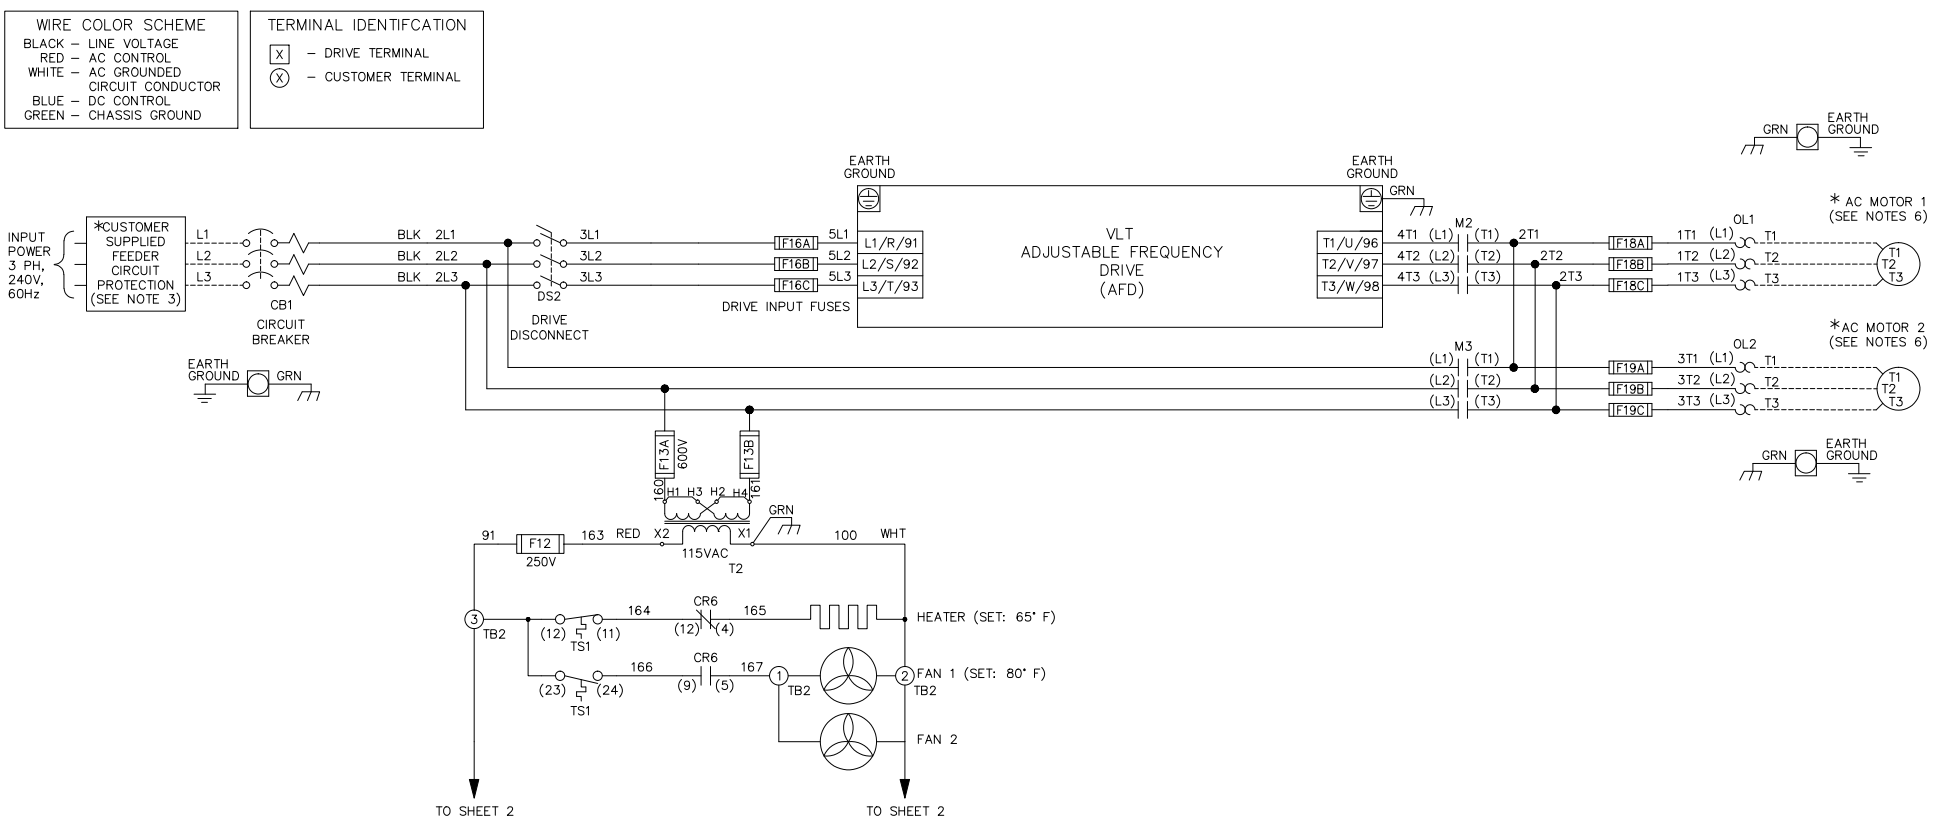 WIRE COLOR SCHEME
BLACK – LINE VOLTAGE
RED – AC CONTROL
WHITE – AC GROUNDED
CIRCUIT CONDUCTOR
BLUE – DC CONTROL
GREEN – CHASSIS GROUND
TERMINAL IDENTIFCATION
X – DRIVE TERMINAL
X – CUSTOMER TERMINAL
INPUT
POWER
3 PH,
240V,
60Hz
*CUSTOMER
SUPPLIED
FEEDER
CIRCUIT
PROTECTION
(SEE NOTE 3)
L1
L2
L3
CB1
CIRCUIT
BREAKER
EARTH
GROUND
GRN
BLK 2L1
BLK 2L2
BLK 2L3
DS2
DRIVE
DISCONNECT
3L1
3L2
3L3
F16A
F16B
F16C
DRIVE INPUT FUSES
5L1
5L2
5L3
EARTH
GROUND
L1/R/91
L2/S/92
L3/T/93
VLT
ADJUSTABLE FREQUENCY
DRIVE
(AFD)
EARTH
GROUND
GRN
T1/U/96
T2/V/97
T3/W/98
M2
4T1 (L1) (T1) 2T1
4T2 (L2) (T2) 2T2
4T3 (L3) (T3) 2T3
F18A
F18B
F18C
OL1
1T1 (L1) T1
1T2 (L2) T2
1T3 (L3) T3
GRN
EARTH
GROUND
* AC MOTOR 1
(SEE NOTES 6)
T1
T2
T3
M3
(L1) (T1)
(L2) (T2)
(L3) (T3)
F19A
F19B
F19C
OL2
3T1 (L1) T1
3T2 (L2) T2
3T3 (L3) T3
*AC MOTOR 2
(SEE NOTES 6)
T1
T2
T3
GRN
EARTH
GROUND
F13A
600V
F13B
160
H1 H3 H2 H4
161
GRN
91
F12
250V
163 RED X2
X1
115VAC
T2
100 WHT
3
TB2
(12) (11)
TS1
164
CR6
(12) (4)
165
HEATER (SET: 65° F)
(23) (24)
TS1
166
CR6
(9) (5)
167
1
TB2
2
TB2
FAN 1 (SET: 80° F)
FAN 2
TO SHEET 2
TO SHEET 2